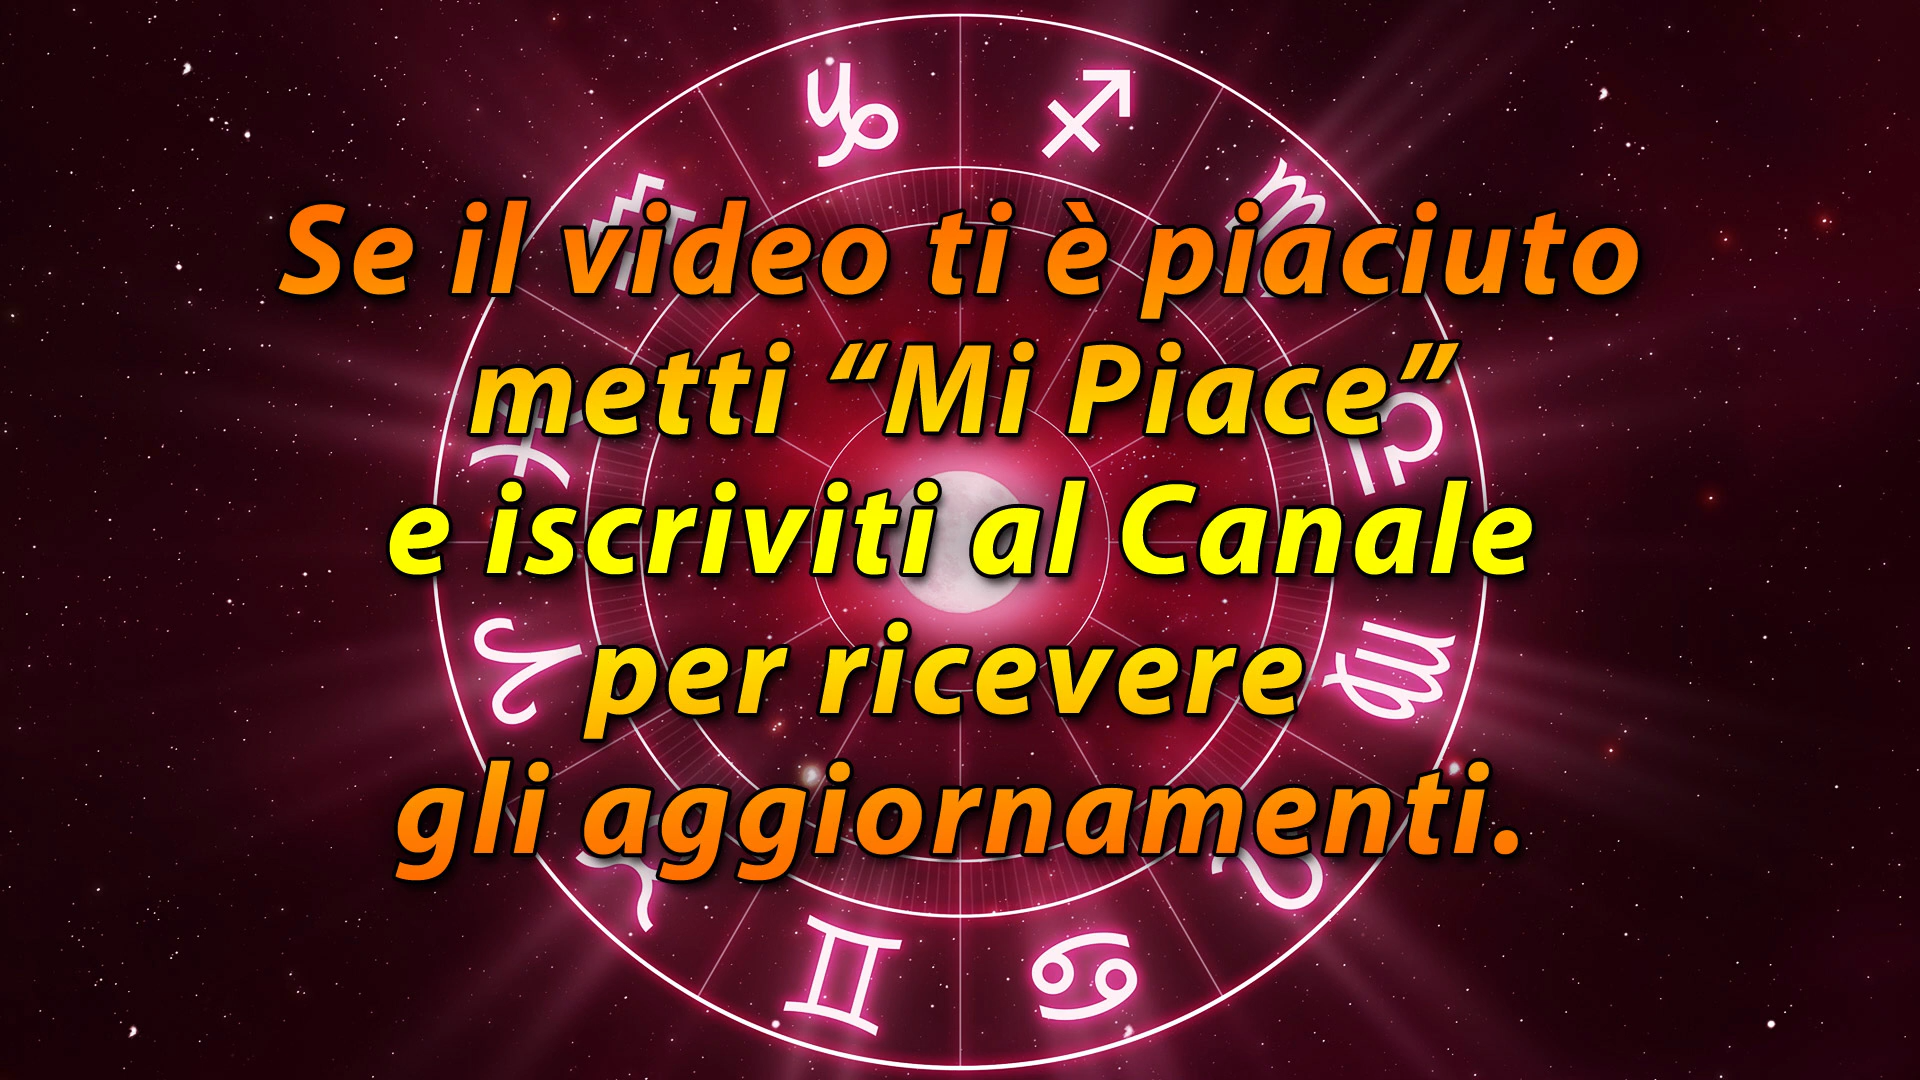 Se il video ti è piaciuto
metti “Mi Piace”
e iscriviti al Canale
per ricevere
gli aggiornamenti.